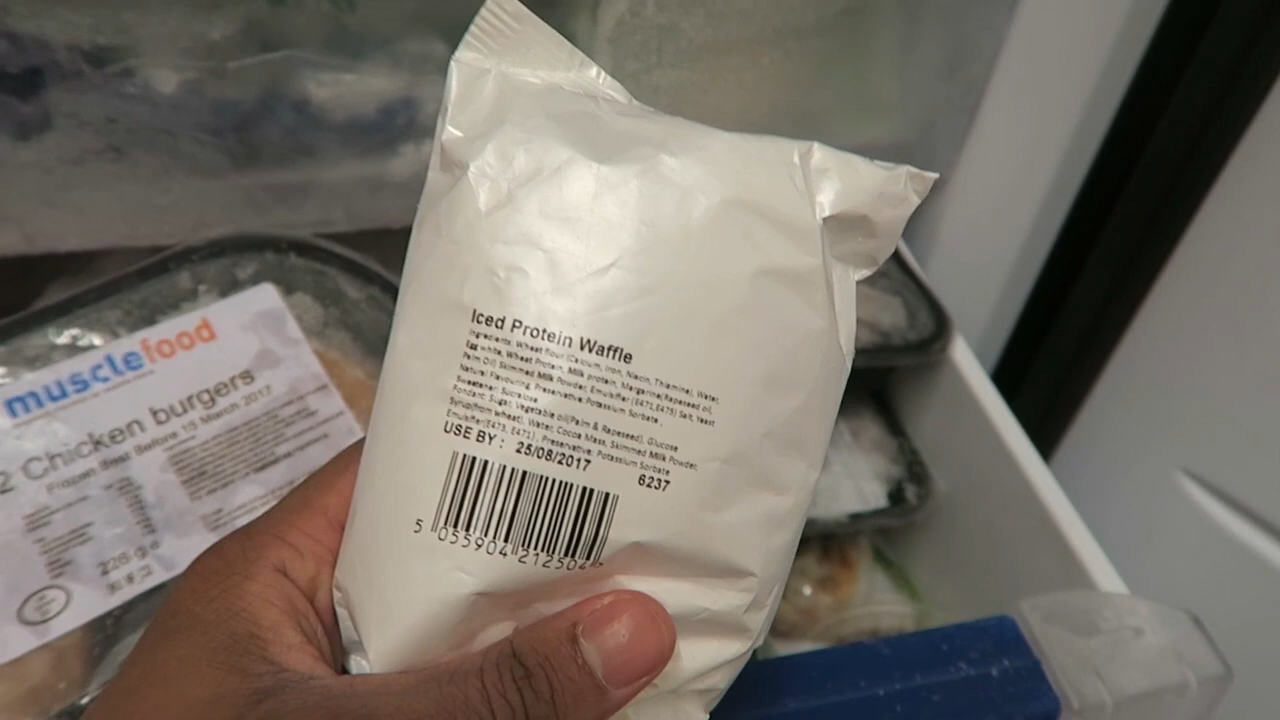 Iced Protein Waffle
Ingredients: Wheat flour (Calcium, Iron, Niacin, Thiamine), Water,
Egg white, Wheat Protein, Milk protein, Margarine(Rapeseed oil,
Palm Oil) Skimmed Milk Powder, Emulsifier (E471,E475) Salt, Yeast
Natural Flavouring, Preservative: Potassium Sorbate ,
Sweetener: Sucralose
Fondant: Sugar, Vegetable oil(Palm & Rapeseed), Glucose
Syrup(from wheat), Water, Cocoa Mass, Skimmed Milk Powder,
Emulsifier(E473, E471), Preservative: Potassium Sorbate
USE BY : 25/08/2017
6237
5 055904 212504
musclefood
2 Chicken burgers
Frozen Best Before 15 March 2017
226 g e